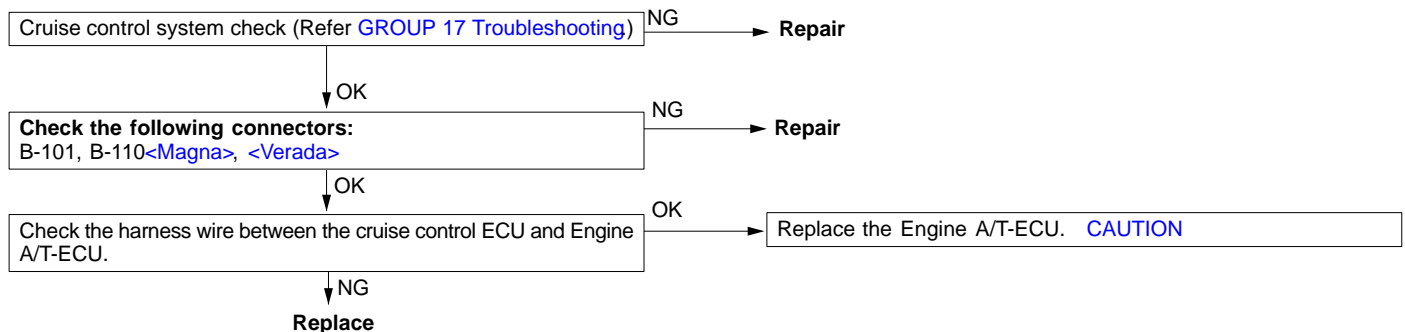 Cruise control system check (Refer GROUP 17 Troubleshooting.)
NG
Repair
OK
Check the following connectors:
B-101, B-110<Magna>, <Verada>
NG
Repair
OK
Check the harness wire between the cruise control ECU and Engine
A/T-ECU.
OK
Replace the Engine A/T-ECU. CAUTION
NG
Replace